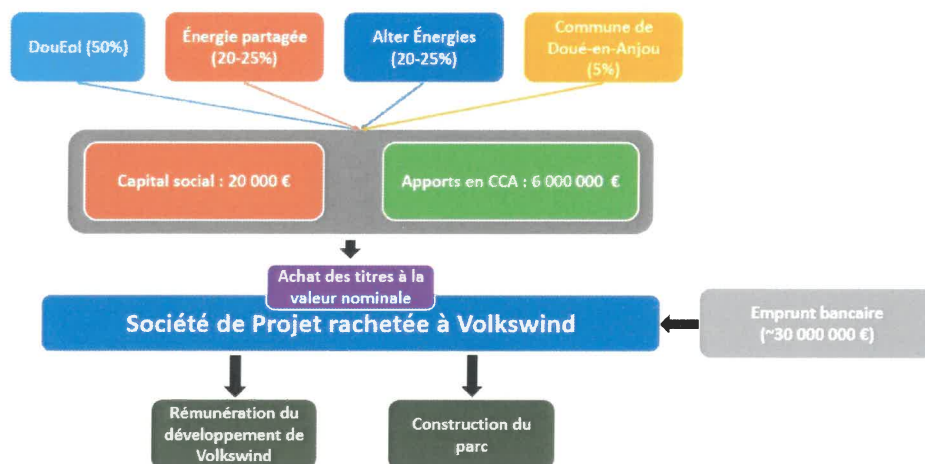 DouEol (50%)
Énergie partagée
(20-25%)
Alter Énergies
(20-25%)
Commune de
Doué-en-Anjou
(5%)
Capital social : 20 000 €
Apports en CCA : 6 000 000 €
Achat des titres à la
valeur nominale
Société de Projet rachetée à Volkswind
Emprunt bancaire
(~30 000 000 €)
Rémunération du
développement de
Volkswind
Construction du
parc